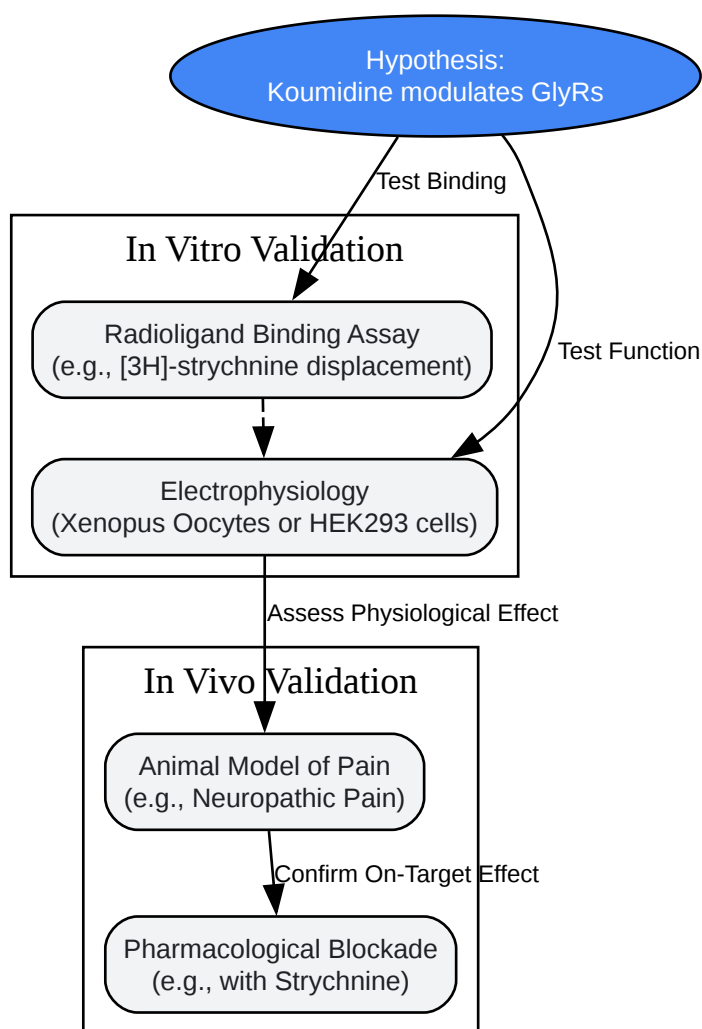 Hypothesis:
Koumidine modulates GlyRs
Test Binding
In Vitro Validation
Radioligand Binding Assay
(e.g., [3H]-strychnine displacement)
Test Function
Electrophysiology
(Xenopus Oocytes or HEK293 cells)
Assess Physiological Effect
In Vivo Validation
Animal Model of Pain
(e.g., Neuropathic Pain)
Confirm On-Target Effect
Pharmacological Blockade
(e.g., with Strychnine)